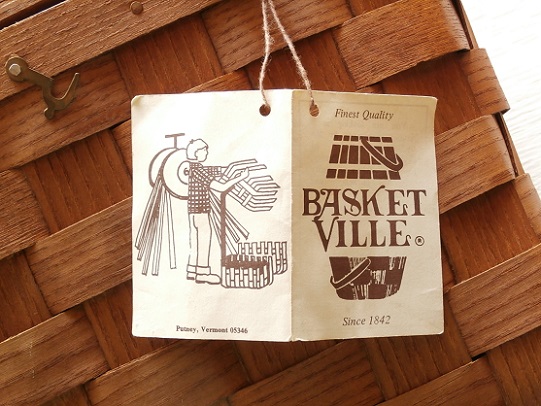 Putney, Vermont 05346
Finest Quality
BASKET
VILLE®
Since 1842